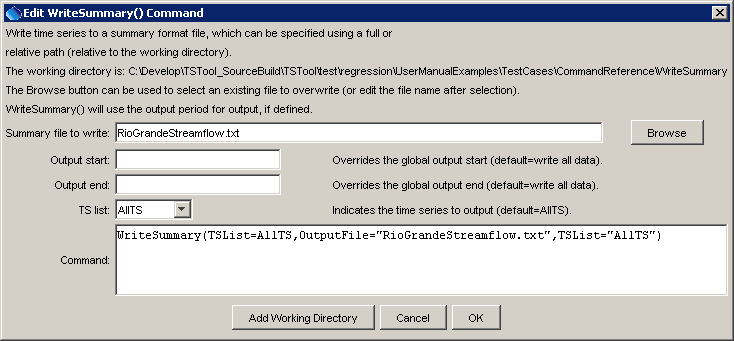 Edit WriteSummary() Command
Write time series to a summary format file, which can be specified using a full or
relative path (relative to the working directory).
The working directory is: C:\Develop\TSTool_SourceBuild\TSTool\test\regression\UserManualExamples\TestCases\CommandReference\WriteSummary
The Browse button can be used to select an existing file to overwrite (or edit the file name after selection).
WriteSummary() will use the output period for output, if defined.
Summary file to write: RioGrandeStreamflow.txt Browse
Output start: Overrides the global output start (default=write all data).
Output end: Overrides the global output end (default=write all data).
TS list: AllTS Indicates the time series to output (default=AllTS).
WriteSummary(TSList=AllTS,OutputFile="RioGrandeStreamflow.txt",TSList="AllTS")
Command:
Add Working Directory Cancel OK